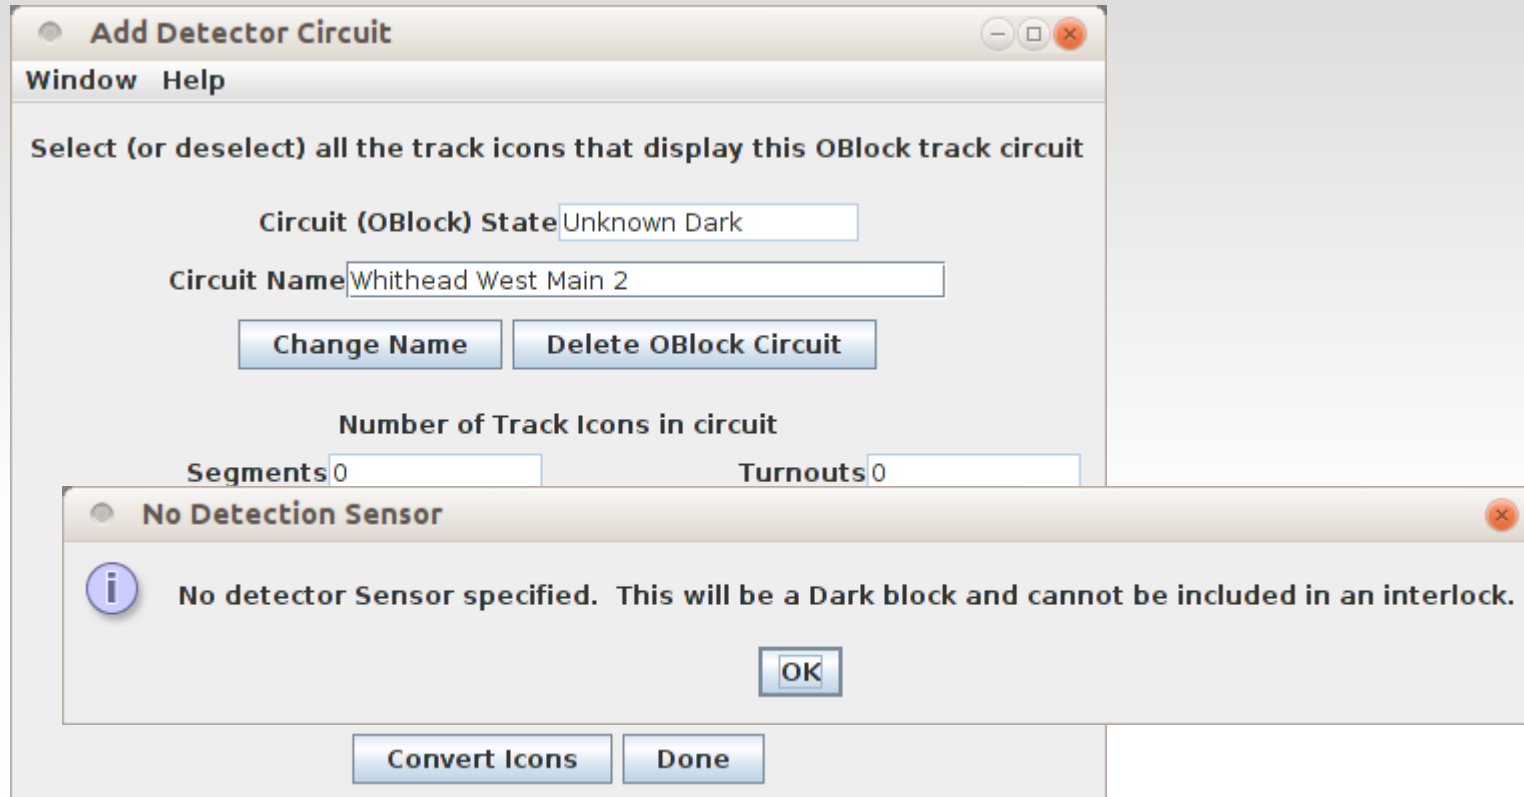 Add Detector Circuit
Window Help
Select (or deselect) all the track icons that display this OBlock track circuit
Circuit (OBlock) State Unknown Dark
Circuit Name Whithead West Main 2
Change Name Delete OBlock Circuit
Number of Track Icons in circuit
Segments 0 Turnouts 0
No Detection Sensor
No detector Sensor specified. This will be a Dark block and cannot be included in an interlock.
OK
Convert Icons Done